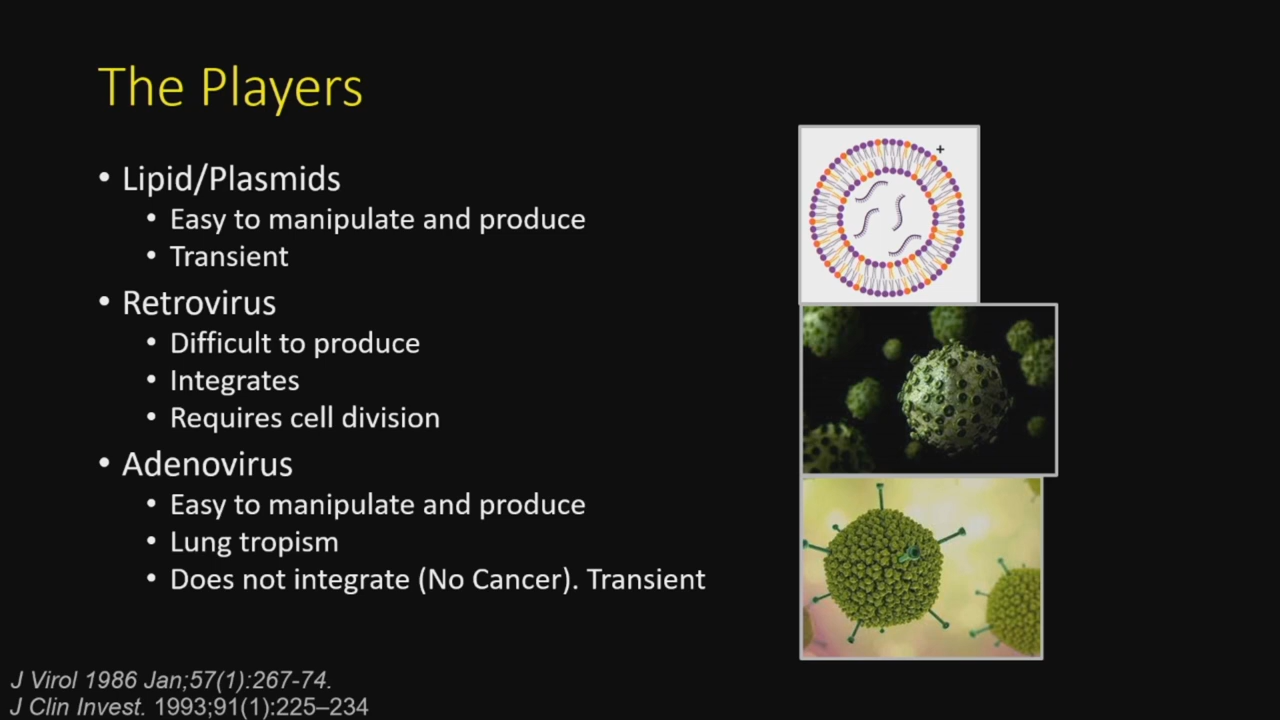 The Players
• Lipid/Plasmids
• Easy to manipulate and produce
• Transient
• Retrovirus
• Difficult to produce
• Integrates
• Requires cell division
• Adenovirus
• Easy to manipulate and produce
• Lung tropism
• Does not integrate (No Cancer). Transient
+
J Virol 1986 Jan;57(1):267-74.
J Clin Invest. 1993;91(1):225–234